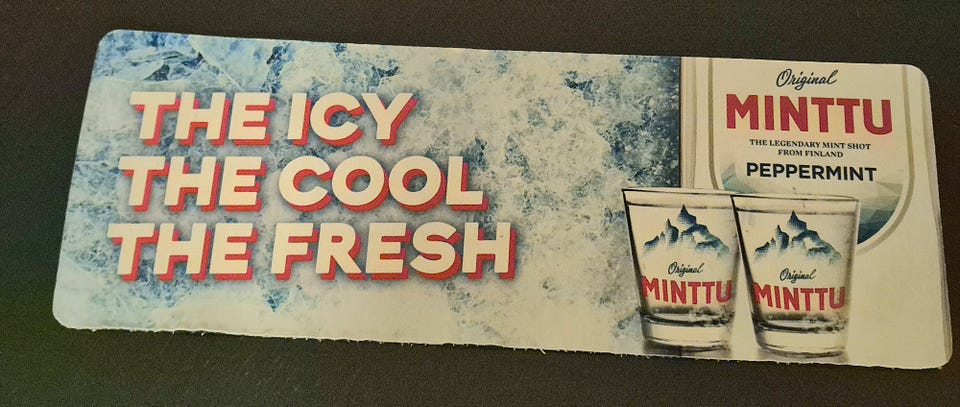 THE ICY
THE COOL
THE FRESH
Original
MINTTU
THE LEGENDARY MINT SHOT
FROM FINLAND
PEPPERMINT
Original
MINTTU
Original
MINTTU